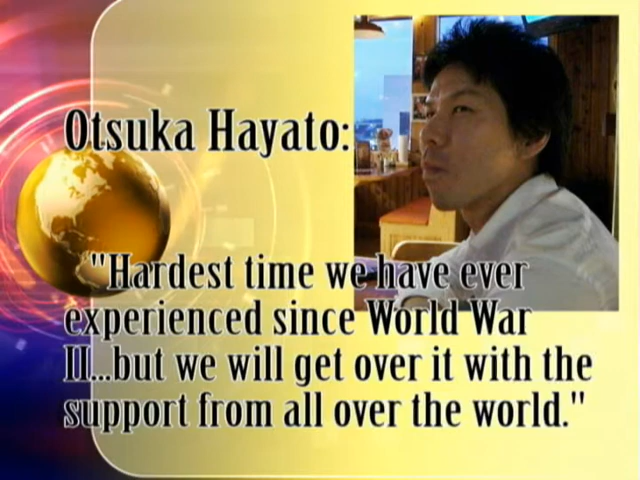 Otsuka Hayato:
"Hardest time we have ever
experienced since World War
II...but we will get over it with the
support from all over the world."